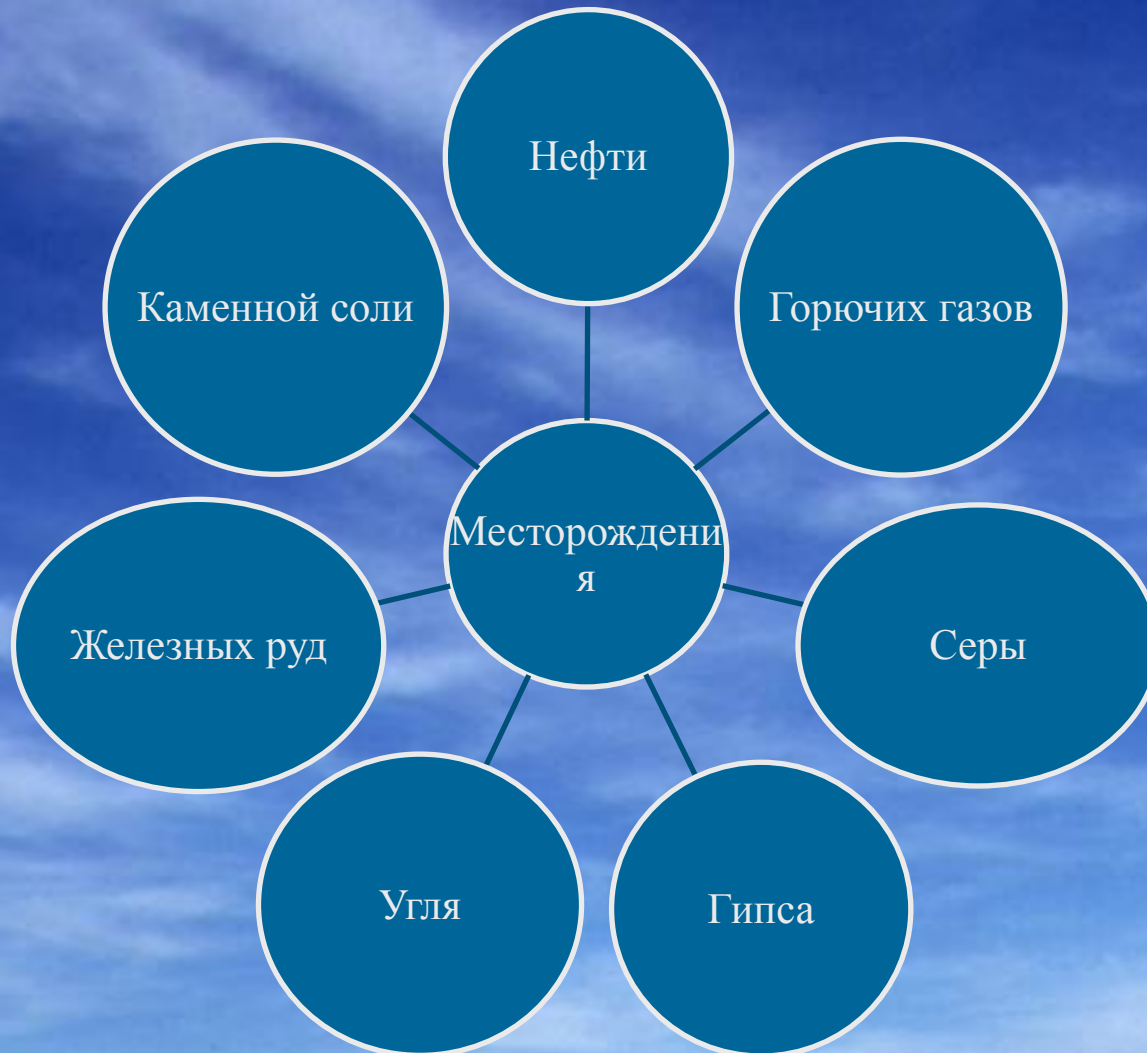 Нефти
Каменной соли
Горючих газов
Месторождени
я
Железных руд
Серы
Угля
Гипса